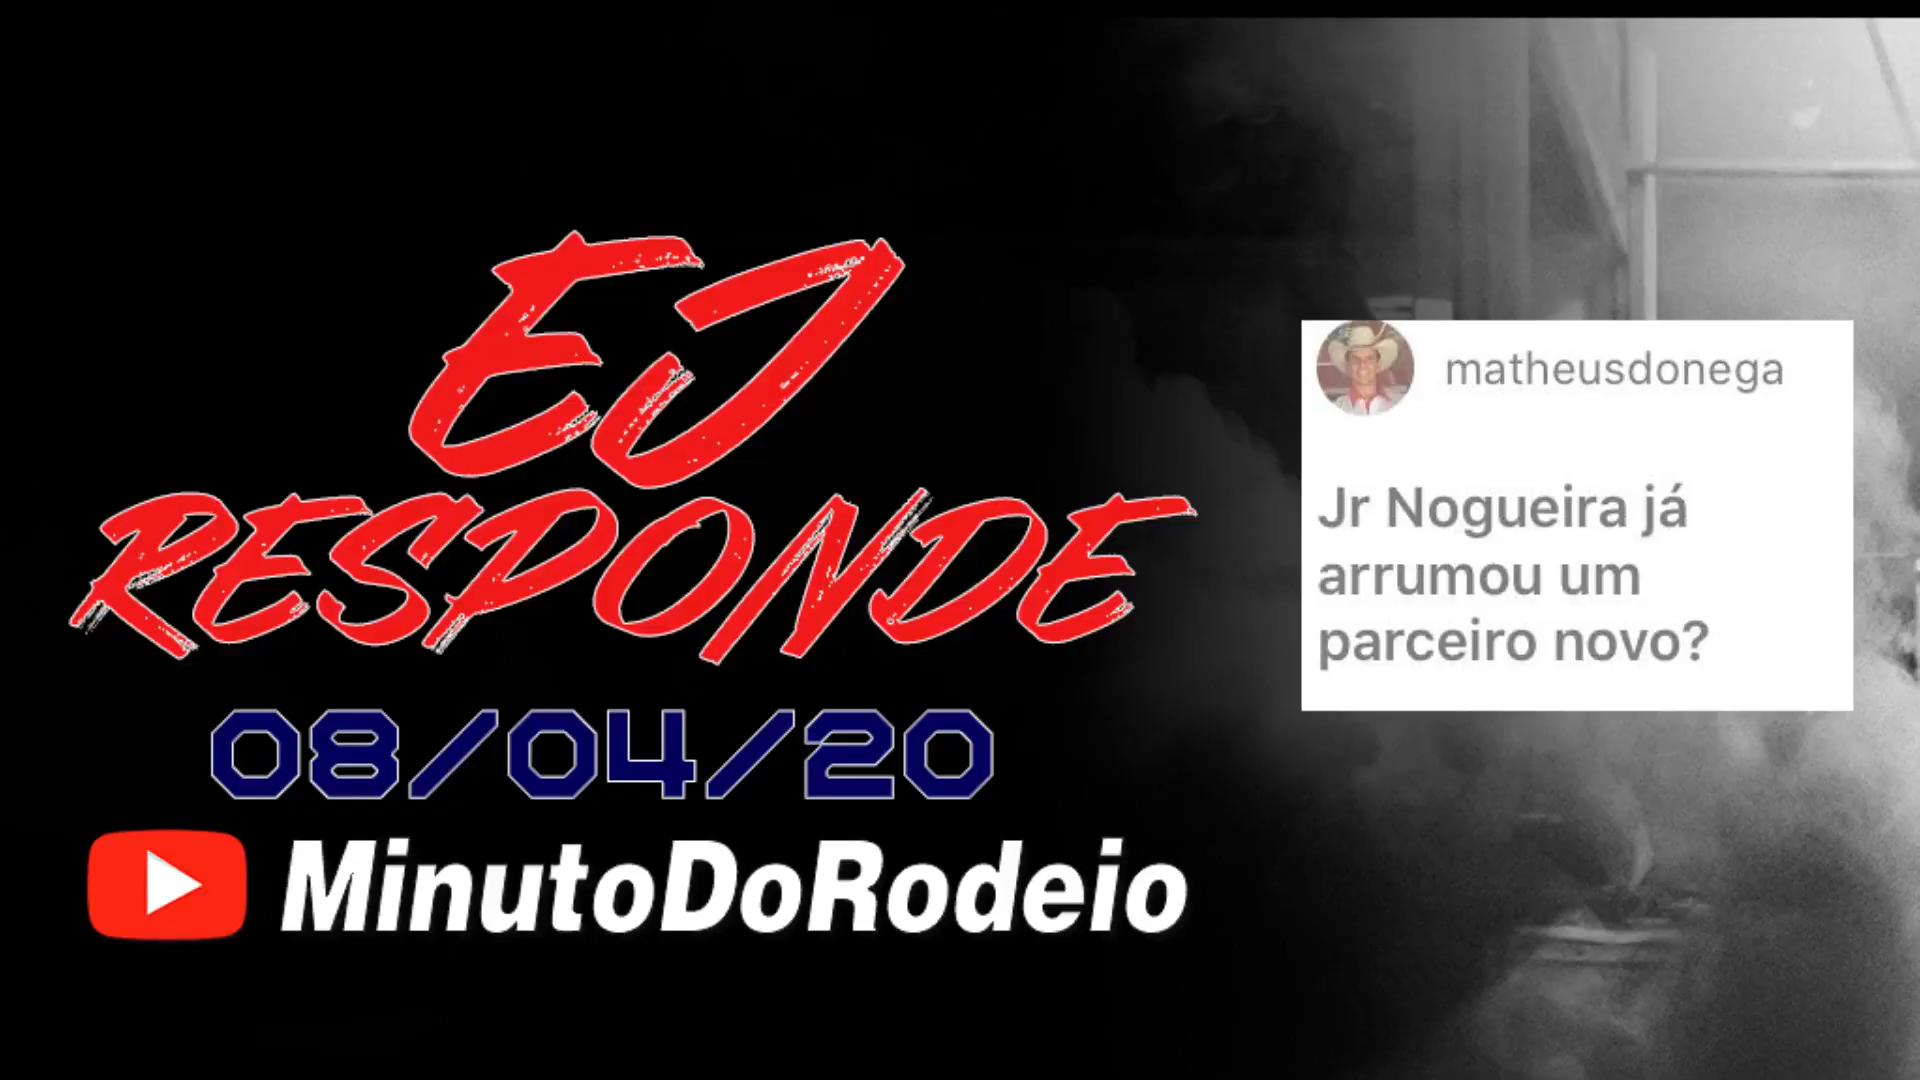 EJ
RESPONDE
08/04/20
MinutoDoRodeio
matheusdonega
Jr Nogueira já
arrumou um
parceiro novo?